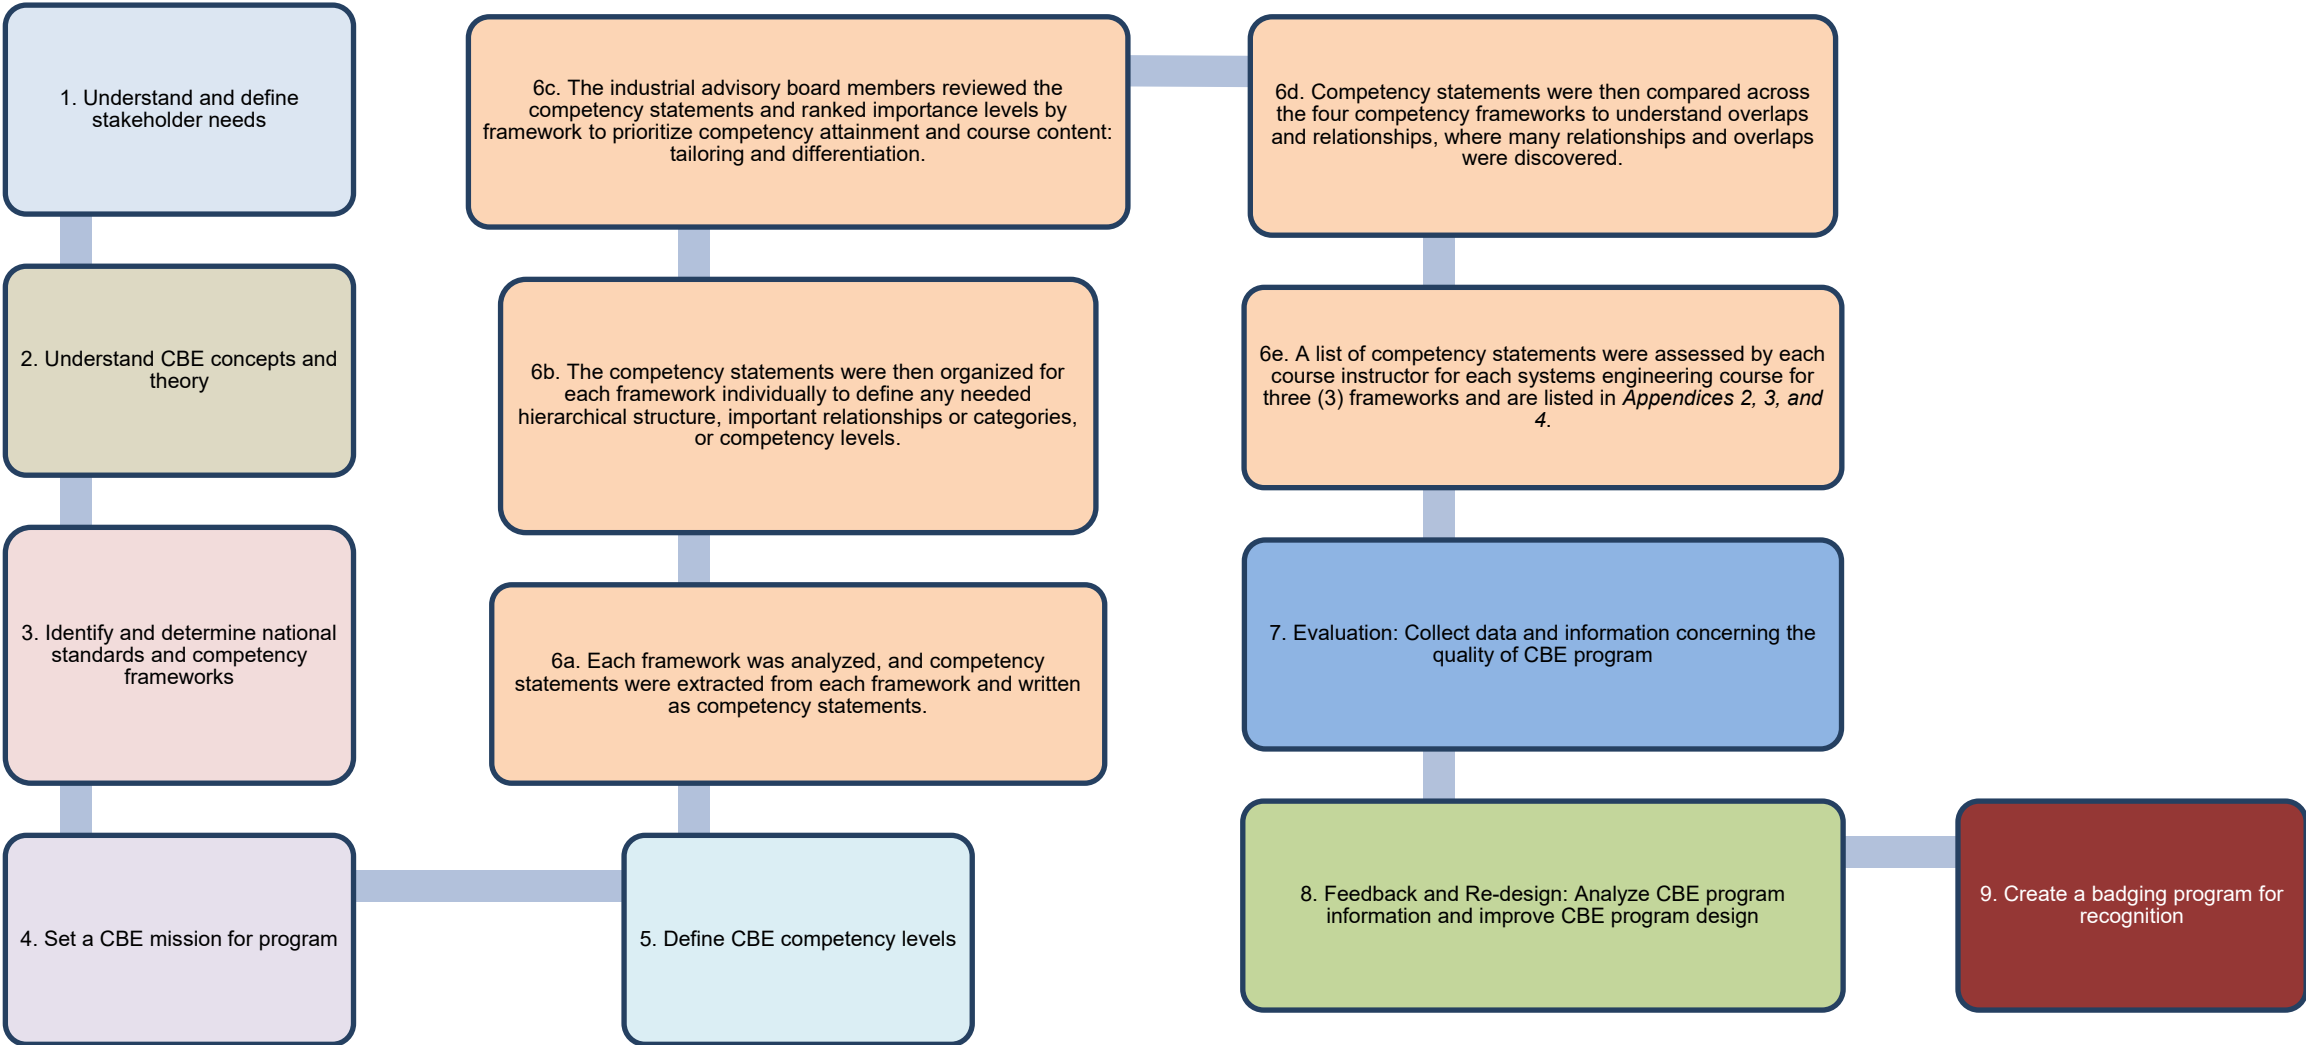 1. Understand and define
stakeholder needs
2. Understand CBE concepts and
theory
3. Identify and determine national
standards and competency
frameworks
4. Set a CBE mission for program
5. Define CBE competency levels
6a. Each framework was analyzed, and competency
statements were extracted from each framework and written
as competency statements.
6b. The competency statements were then organized for
each framework individually to define any needed
hierarchical structure, important relationships or categories,
or competency levels.
6c. The industrial advisory board members reviewed the
competency statements and ranked importance levels by
framework to prioritize competency attainment and course content:
tailoring and differentiation.
6d. Competency statements were then compared across
the four competency frameworks to understand overlaps
and relationships, where many relationships and overlaps
were discovered.
6e. A list of competency statements were assessed by each
course instructor for each systems engineering course for
three (3) frameworks and are listed in Appendices 2, 3, and
4.
7. Evaluation: Collect data and information concerning the
quality of CBE program
8. Feedback and Re-design: Analyze CBE program
information and improve CBE program design
9. Create a badging program for
recognition